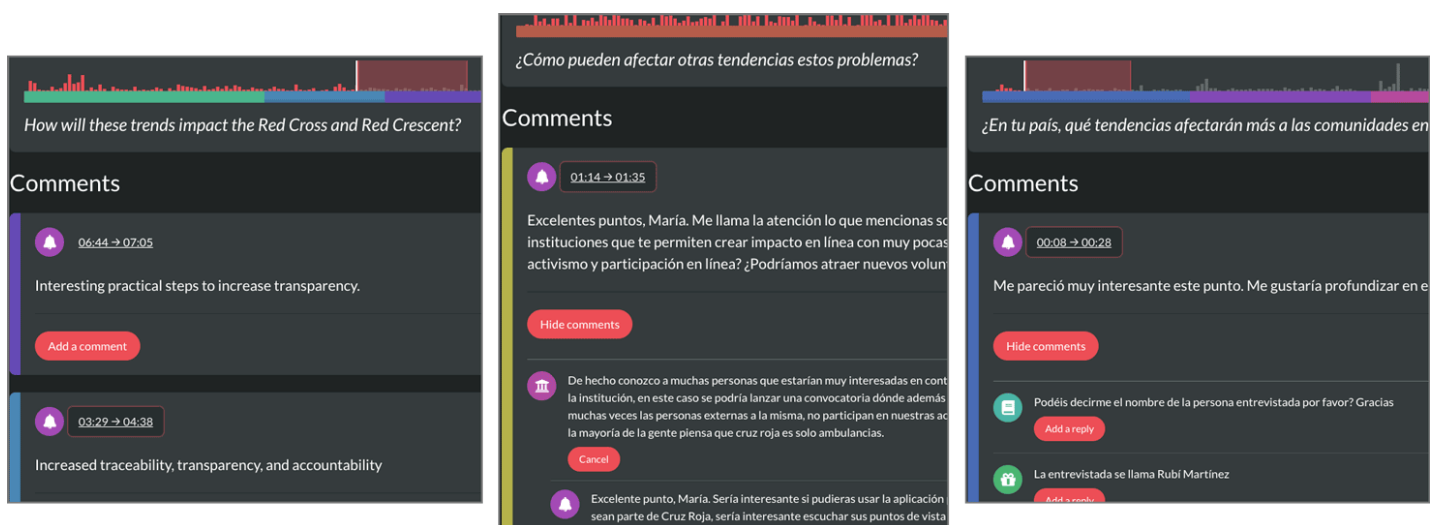 How will these trends impact the Red Cross and Red Crescent?
Comments
06:44 → 07:05
Interesting practical steps to increase transparency.
Add a comment
03:29 → 04:38
Increased traceability, transparency, and accountability
¿Cómo pueden afectar otras tendencias estos problemas?
Comments
01:14 → 01:35
Excelentes puntos, María. Me llama la atención lo que mencionas
instituciones que te permiten crear impacto en línea con muy pocas
activismo y participación en línea? ¿Podríamos atraer nuevos
Hide comments
De hecho conozco a muchas personas que estarían muy interesadas en
la institución, en este caso se podría lanzar una convocatoria dónde además
muchas veces las personas externas a la misma, no participan en nuestras
la mayoría de la gente piensa que cruz roja es solo ambulancias.
Cancel
Excelente punto, María. Sería interesante si pudieras usar la aplicación
sean parte de Cruz Roja, sería interesante escuchar sus puntos de vista
¿En tu país, qué tendencias afectarán más a las comunidades en
Comments
00:08 → 00:28
Me pareció muy interesante este punto. Me gustaría profundizar en
Hide comments
Podéis decirme el nombre de la persona entrevistada por favor? Gracias
Add a reply
La entrevistada se llama Rubí Martínez
Add a reply